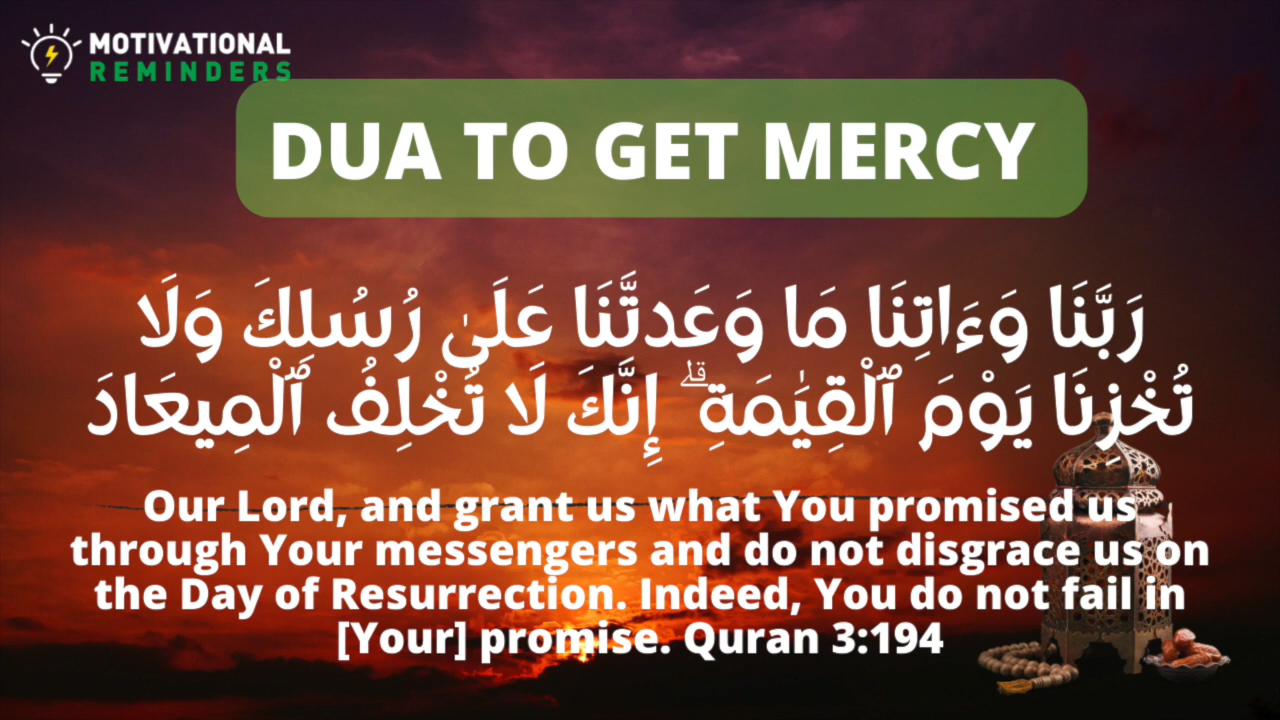 MOTIVATIONAL
REMINDERS
DUA TO GET MERCY
رَبَّنَا وَءَاتِنَا مَا وَعَدتَّنَا عَلَىٰ رُسُلِكَ وَلَا
تُخْزِنَا يَوْمَ ٱلْقِيَٰمَةِ ۗ إِنَّكَ لَا تُخْلِفُ ٱلْمِيعَادَ
Our Lord, and grant us what You promised us
through Your messengers and do not disgrace us on
the Day of Resurrection. Indeed, You do not fail in
[Your] promise. Quran 3:194